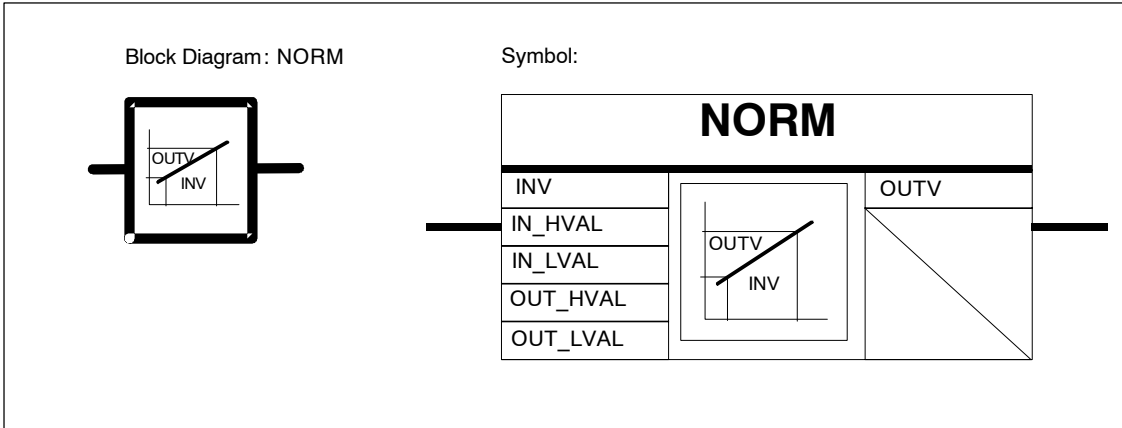 Block Diagram: NORM
OUTV
INV
Symbol:
NORM
INV
IN_HVAL
IN_LVAL
OUT_HVAL
OUT_LVAL
OUTV
INV
OUTV